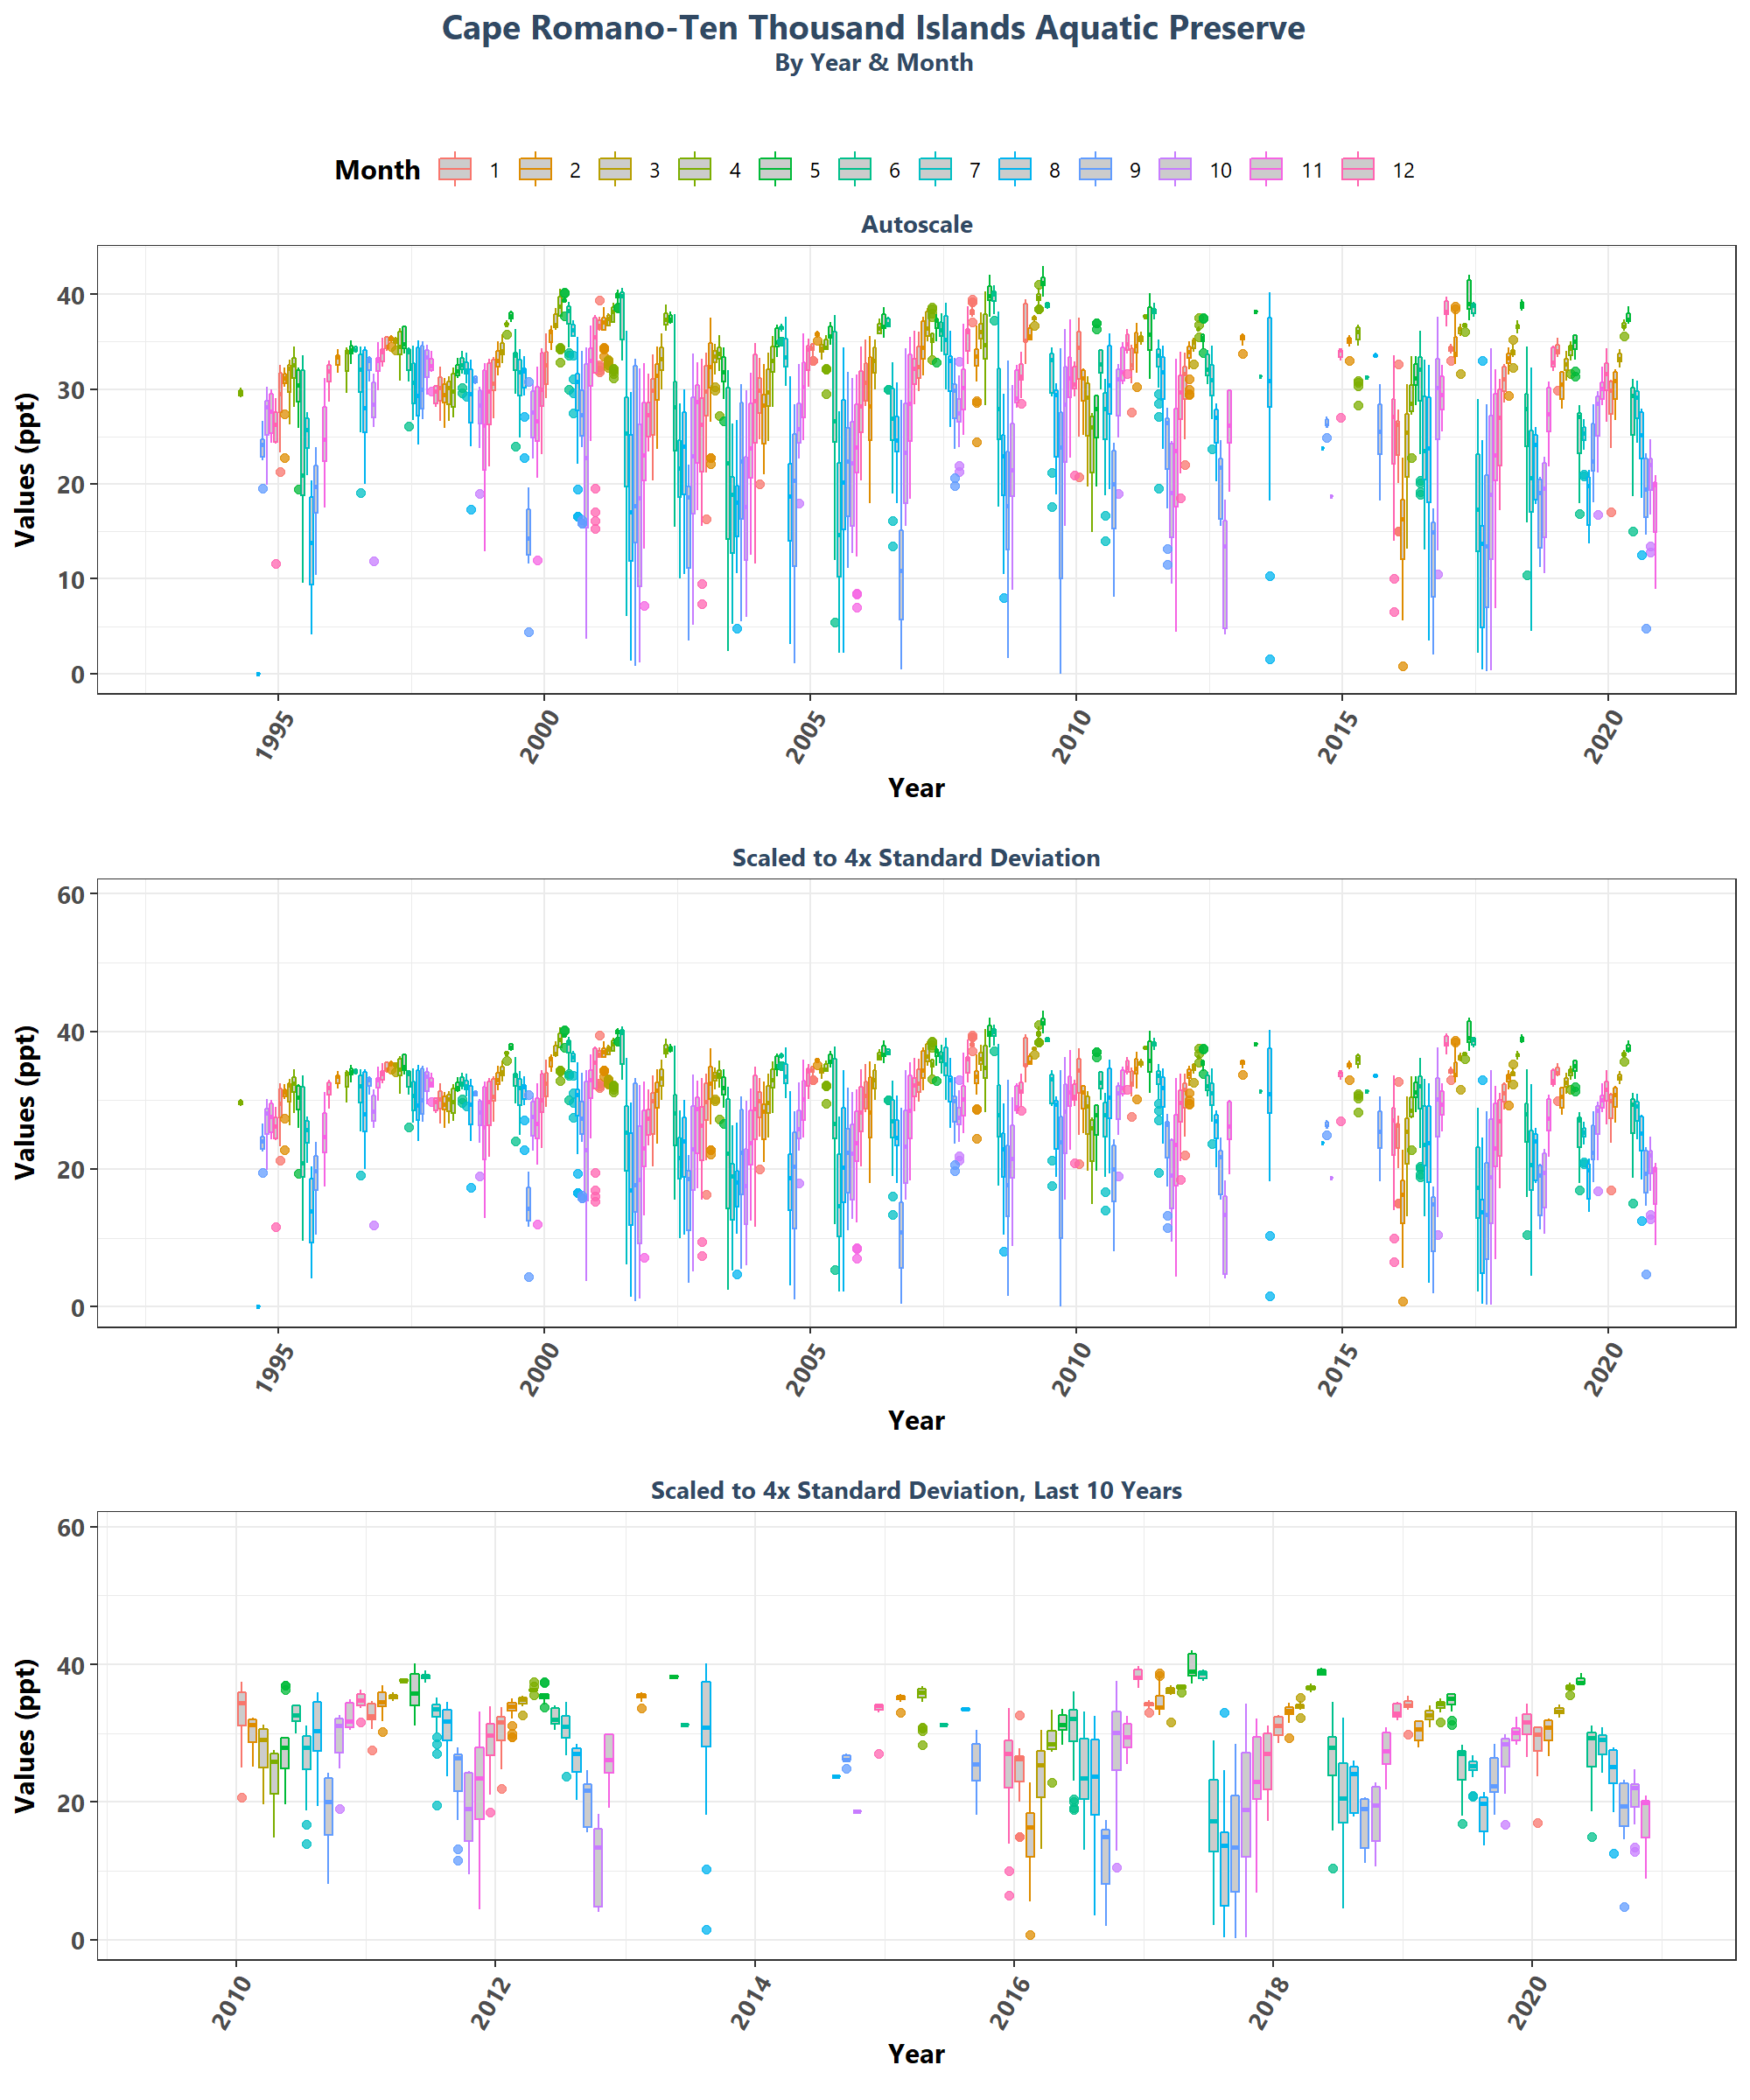 Cape Romano-Ten Thousand Islands Aquatic Preserve
By Year & Month
Month 1 2 3 4 5 6 7 8 9 10 11 12
Autoscale
Values (ppt)
40
30
20
10
0
1995 2000 2005 2010 2015 2020
Year
Scaled to 4x Standard Deviation
Values (ppt)
60
40
20
0
1995 2000 2005 2010 2015 2020
Year
Scaled to 4x Standard Deviation, Last 10 Years
Values (ppt)
60
40
20
0
2010 2012 2014 2016 2018 2020
Year